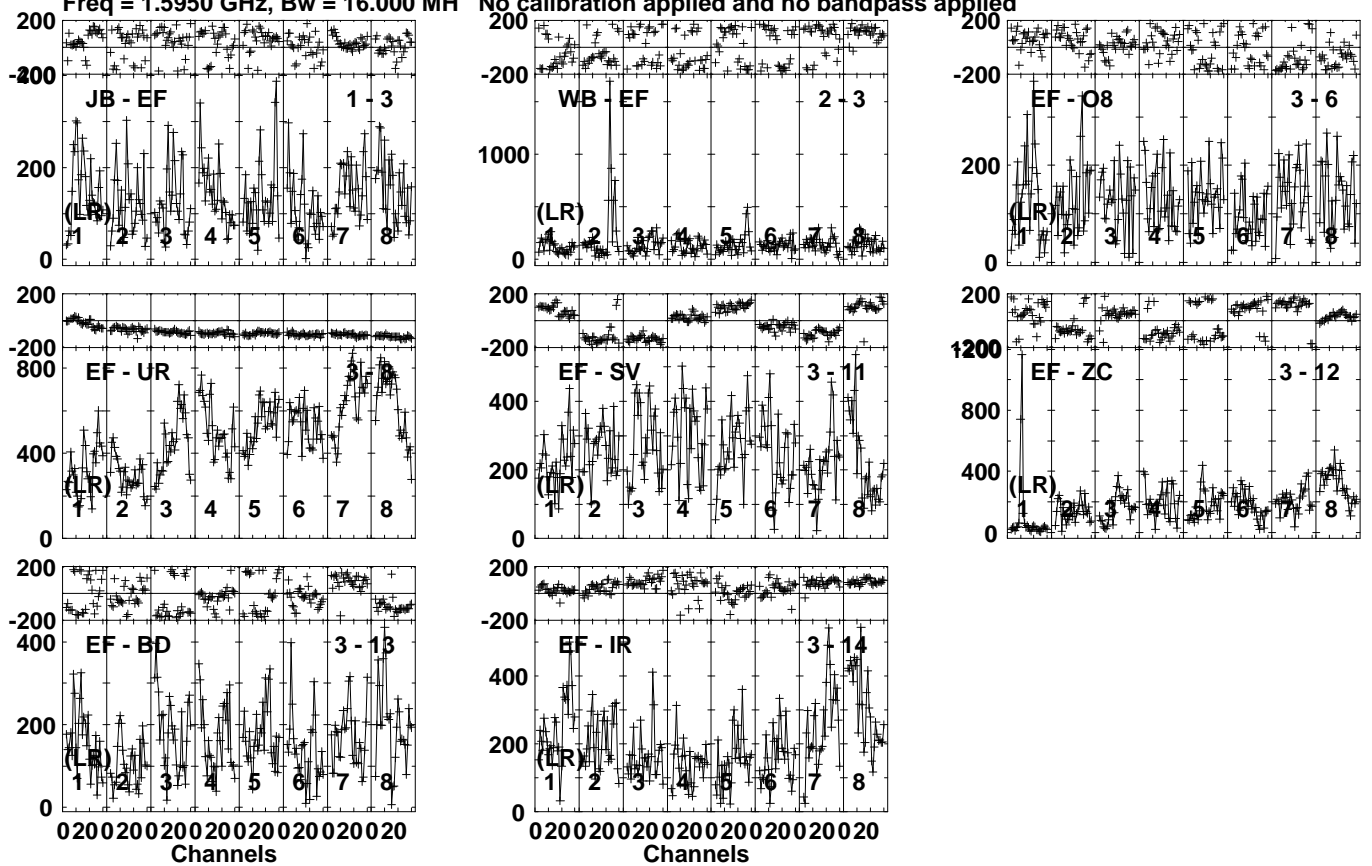 Freq = 1.5950 GHz, Bw = 16.000 MH No calibration applied and no bandpass applied
200
-200
400
200
0
JB - EF
1 - 3
(LR)
1 2 3 4 5 6 7 8
200
-200
1000
0
WB - EF
2 - 3
(LR)
1 2 3 4 5 6 7 8
200
-200
200
0
EF - O8
3 - 6
(LR)
1 2 3 4 5 6 7 8
200
-200
800
400
0
EF - UR
3 - 8
(LR)
1 2 3 4 5 6 7 8
200
-200
400
200
0
EF - SV
3 - 11
(LR)
1 2 3 4 5 6 7 8
200
-200
1200
800
400
0
EF - ZC
3 - 12
(LR)
1 2 3 4 5 6 7 8
200
-200
400
200
0
EF - BD
3 - 13
(LR)
1 2 3 4 5 6 7 8
0 20 0 20 0 20 0 20 0 20 0 20 0 20 0 20
Channels
200
-200
400
200
0
EF - IR
3 - 14
(LR)
1 2 3 4 5 6 7 8
0 20 0 20 0 20 0 20 0 20 0 20 0 20 0 20
Channels